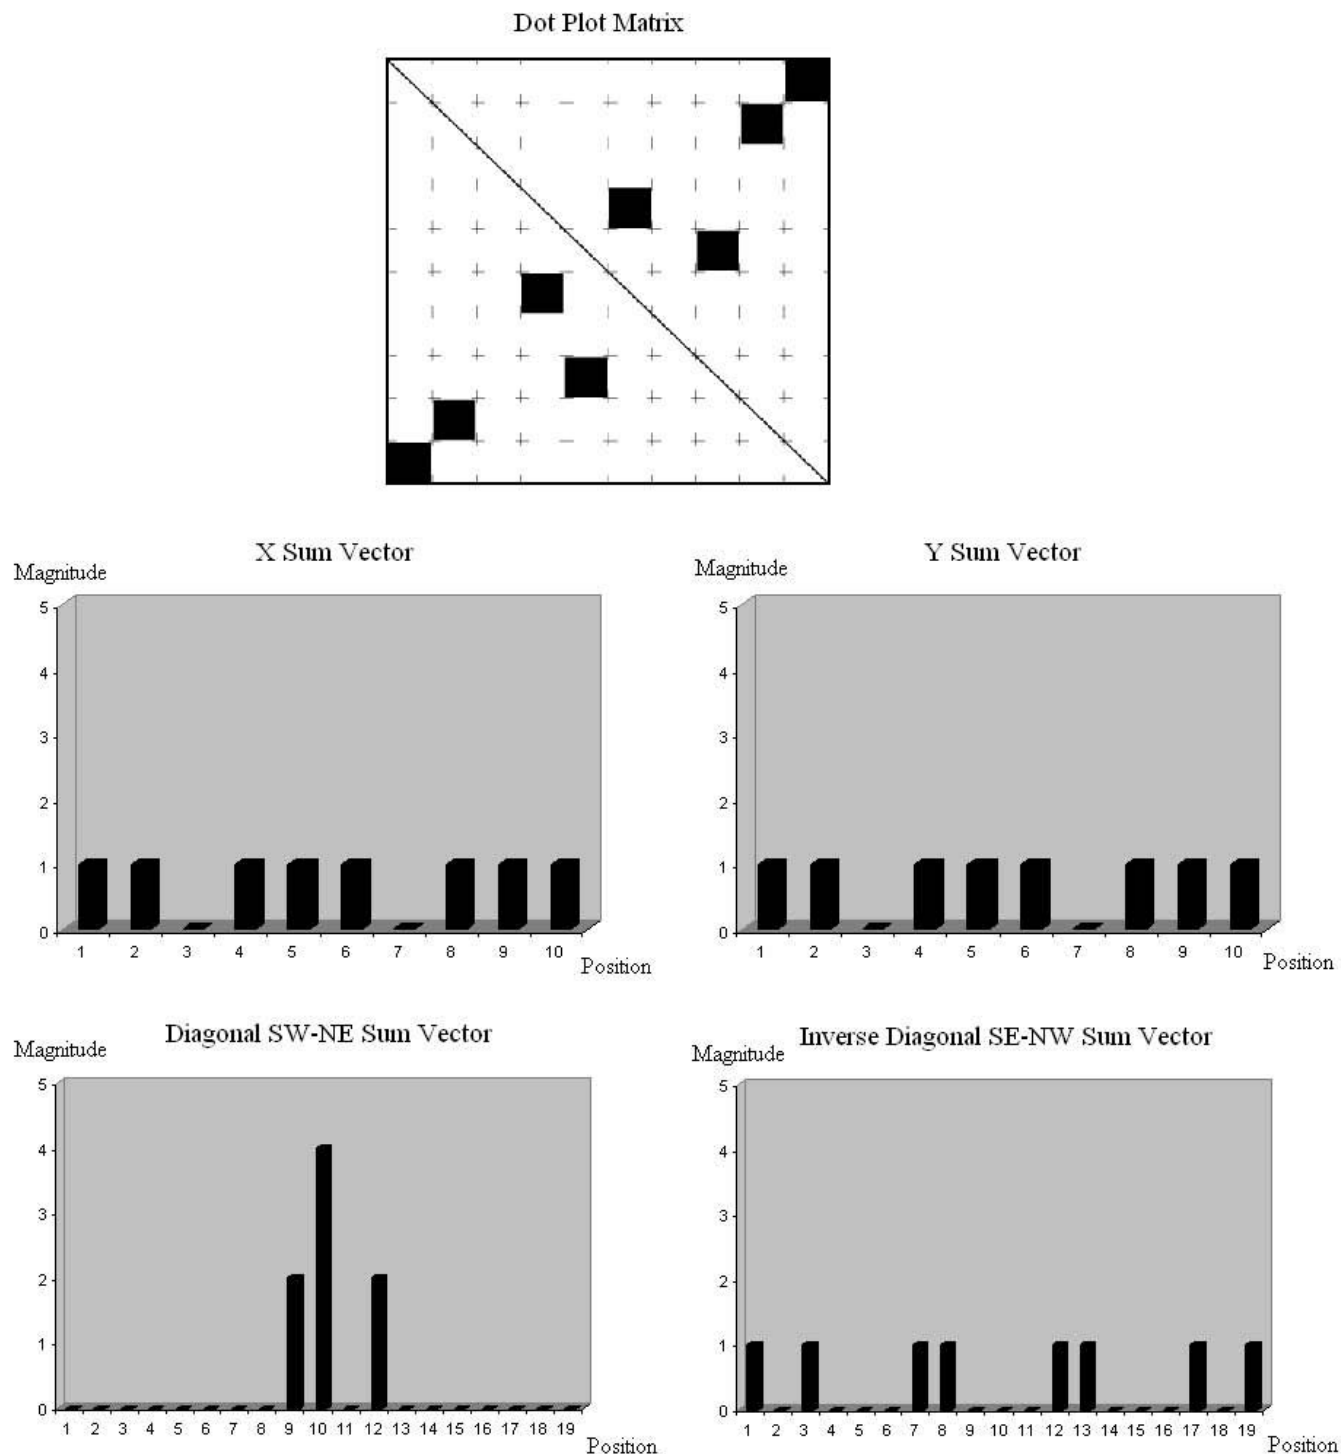 Dot Plot Matrix
X Sum Vector
Magnitude
5
4
3
2
1
0
1 2 3 4 5 6 7 8 9 10
Position
Y Sum Vector
Magnitude
5
4
3
2
1
0
1 2 3 4 5 6 7 8 9 10
Position
Diagonal SW-NE Sum Vector
Magnitude
5
4
3
2
1
0
1 2 3 4 5 6 7 8 9 10 11 12 13 14 15 16 17 18 19
Position
Inverse Diagonal SE-NW Sum Vector
Magnitude
5
4
3
2
1
0
1 2 3 4 5 6 7 8 9 10 11 12 13 14 15 16 17 18 19
Position